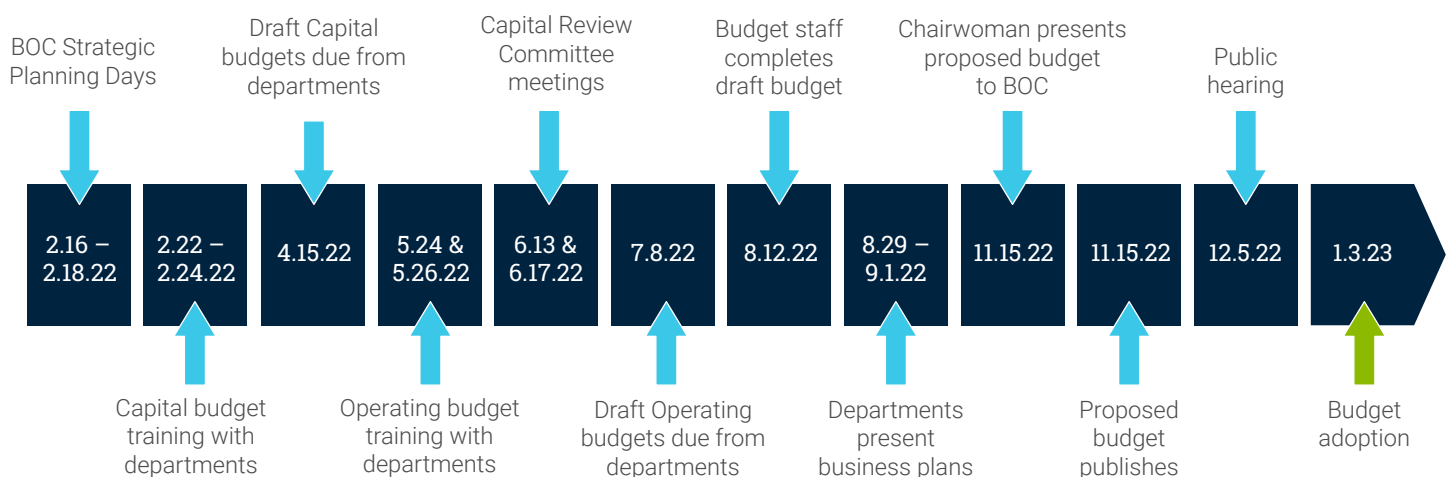 BOC Strategic
Planning Days
Draft Capital
budgets due from
departments
Capital Review
Committee
meetings
Budget staff
completes
draft budget
Chairwoman presents
proposed budget
to BOC
Public
hearing
2.16 –
2.18.22
2.22 –
2.24.22
4.15.22
5.24 &
5.26.22
6.13 &
6.17.22
7.8.22
8.12.22
8.29 –
9.1.22
11.15.22
11.15.22
12.5.22
1.3.23
Capital budget
training with
departments
Operating budget
training with
departments
Draft Operating
budgets due from
departments
Departments
present
business plans
Proposed
budget
publishes
Budget
adoption